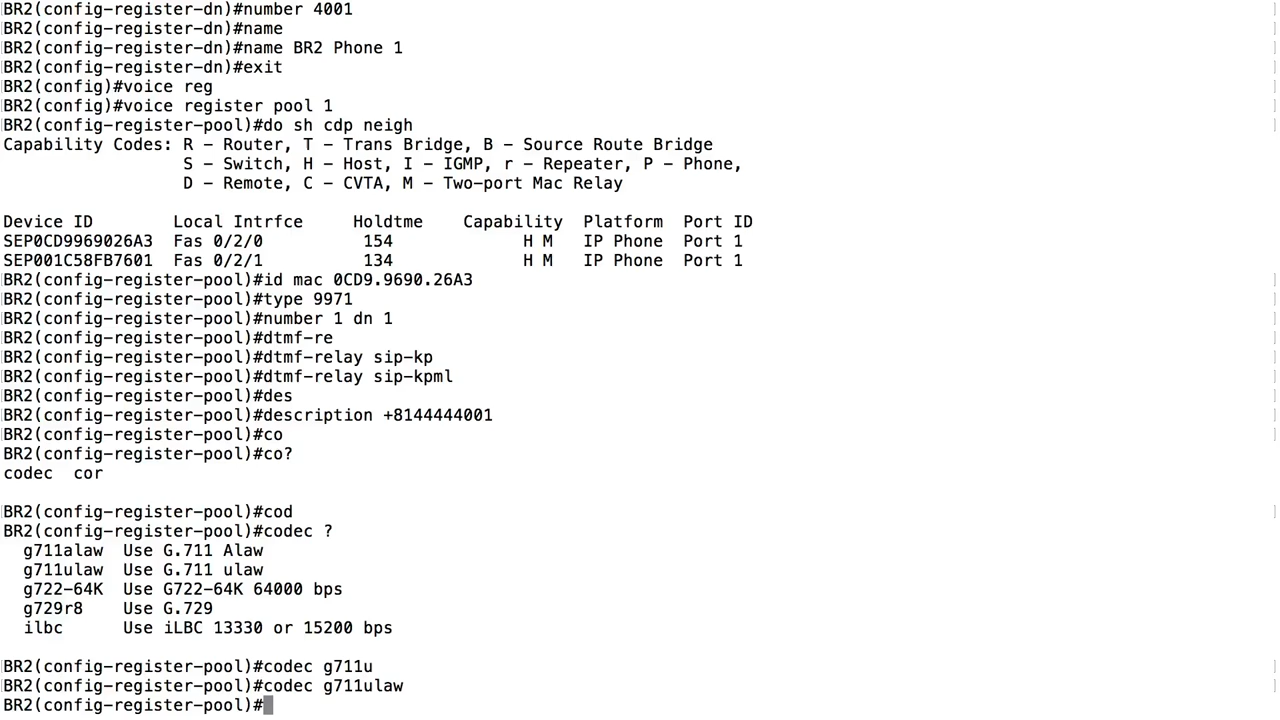 BR2(config-register-dn)#number 4001
BR2(config-register-dn)#name
BR2(config-register-dn)#name BR2 Phone 1
BR2(config-register-dn)#exit
BR2(config)#voice reg
BR2(config)#voice register pool 1
BR2(config-register-pool)#do sh cdp neigh
Capability Codes: R - Router, T - Trans Bridge, B - Source Route Bridge
                  S - Switch, H - Host, I - IGMP, r - Repeater, P - Phone,
                  D - Remote, C - CVTA, M - Two-port Mac Relay
Device ID        Local Intrfce     Holdtme    Capability  Platform  Port ID
SEP0CD9969026A3  Fas 0/2/0          154             H M   IP Phone  Port 1
SEP001C58FB7601  Fas 0/2/1          134             H M   IP Phone  Port 1
BR2(config-register-pool)#id mac 0CD9.9690.26A3
BR2(config-register-pool)#type 9971
BR2(config-register-pool)#number 1 dn 1
BR2(config-register-pool)#dtmf-re
BR2(config-register-pool)#dtmf-relay sip-kp
BR2(config-register-pool)#dtmf-relay sip-kpml
BR2(config-register-pool)#des
BR2(config-register-pool)#description +8144444001
BR2(config-register-pool)#co
BR2(config-register-pool)#co?
codec  cor
BR2(config-register-pool)#cod
BR2(config-register-pool)#codec ?
  g711alaw  Use G.711 Alaw
  g711ulaw  Use G.711 ulaw
  g722-64K  Use G722-64K 64000 bps
  g729r8    Use G.729
  ilbc      Use iLBC 13330 or 15200 bps
BR2(config-register-pool)#codec g711u
BR2(config-register-pool)#codec g711ulaw
BR2(config-register-pool)#